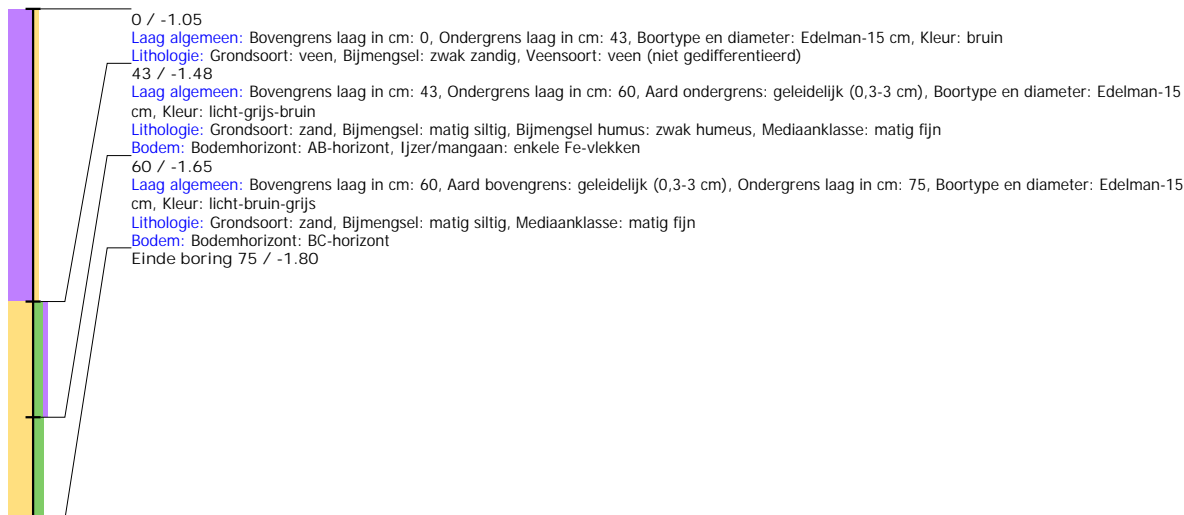 0 / -1.05
Laag algemeen: Bovengrens laag in cm: 0, Ondergrens laag in cm: 43, Boortype en diameter: Edelman-15 cm, Kleur: bruin
Lithologie: Grondsoort: veen, Bijmengsel: zwak zandig, Veensoort: veen (niet gedifferentieerd)
43 / -1.48
Laag algemeen: Bovengrens laag in cm: 43, Ondergrens laag in cm: 60, Aard ondergrens: geleidelijk (0,3-3 cm), Boortype en diameter: Edelman-15
cm, Kleur: licht-grijs-bruin
Lithologie: Grondsoort: zand, Bijmengsel: matig siltig, Bijmengsel humus: zwak humeus, Mediaanklasse: matig fijn
Bodem: Bodemhorizont: AB-horizont, Ijzer/mangaan: enkele Fe-vlekken
60 / -1.65
Laag algemeen: Bovengrens laag in cm: 60, Aard bovengrens: geleidelijk (0,3-3 cm), Ondergrens laag in cm: 75, Boortype en diameter: Edelman-15
cm, Kleur: licht-bruin-grijs
Lithologie: Grondsoort: zand, Bijmengsel: matig siltig, Mediaanklasse: matig fijn
Bodem: Bodemhorizont: BC-horizont
Einde boring 75 / -1.80